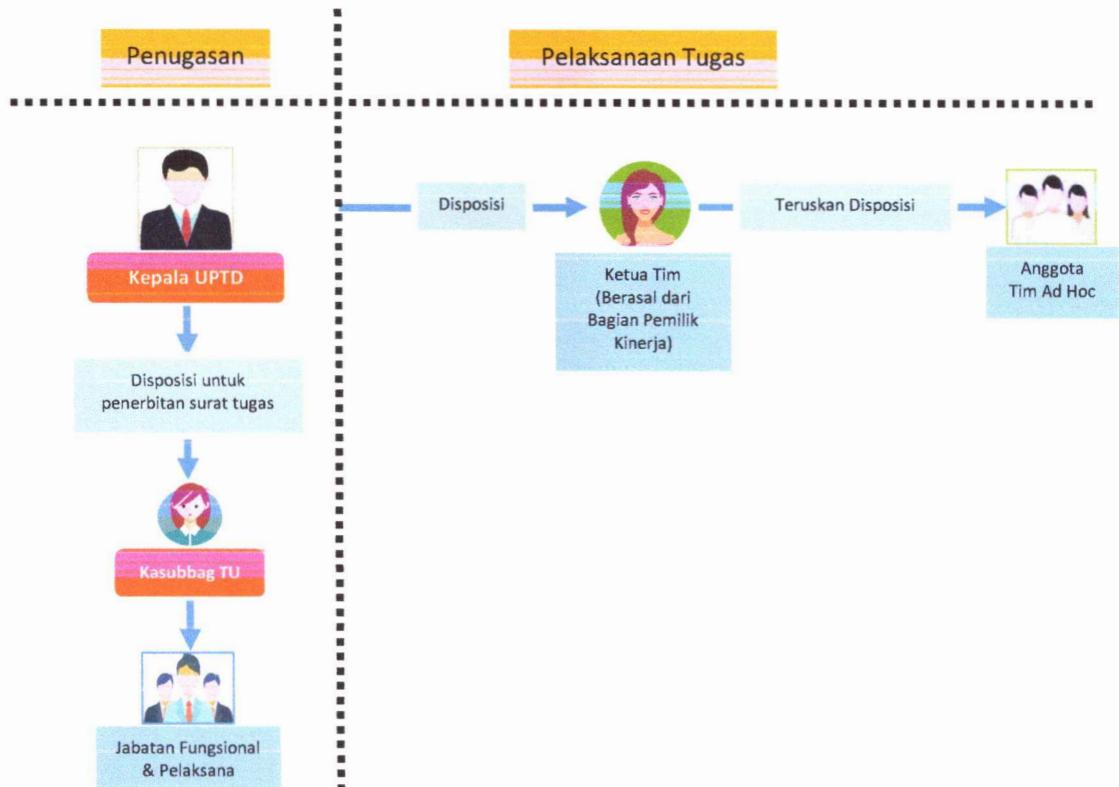 Penugasan
Pelaksanaan Tugas
Kepala UPTD
Disposisi untuk
penerbitan surat tugas
Kasubbag TU
Jabatan Fungsional
& Pelaksana
Disposisi
Ketua Tim
(Berasal dari
Bagian Pemilik
Kinerja)
Teruskan Disposisi
Anggota
Tim Ad Hoc